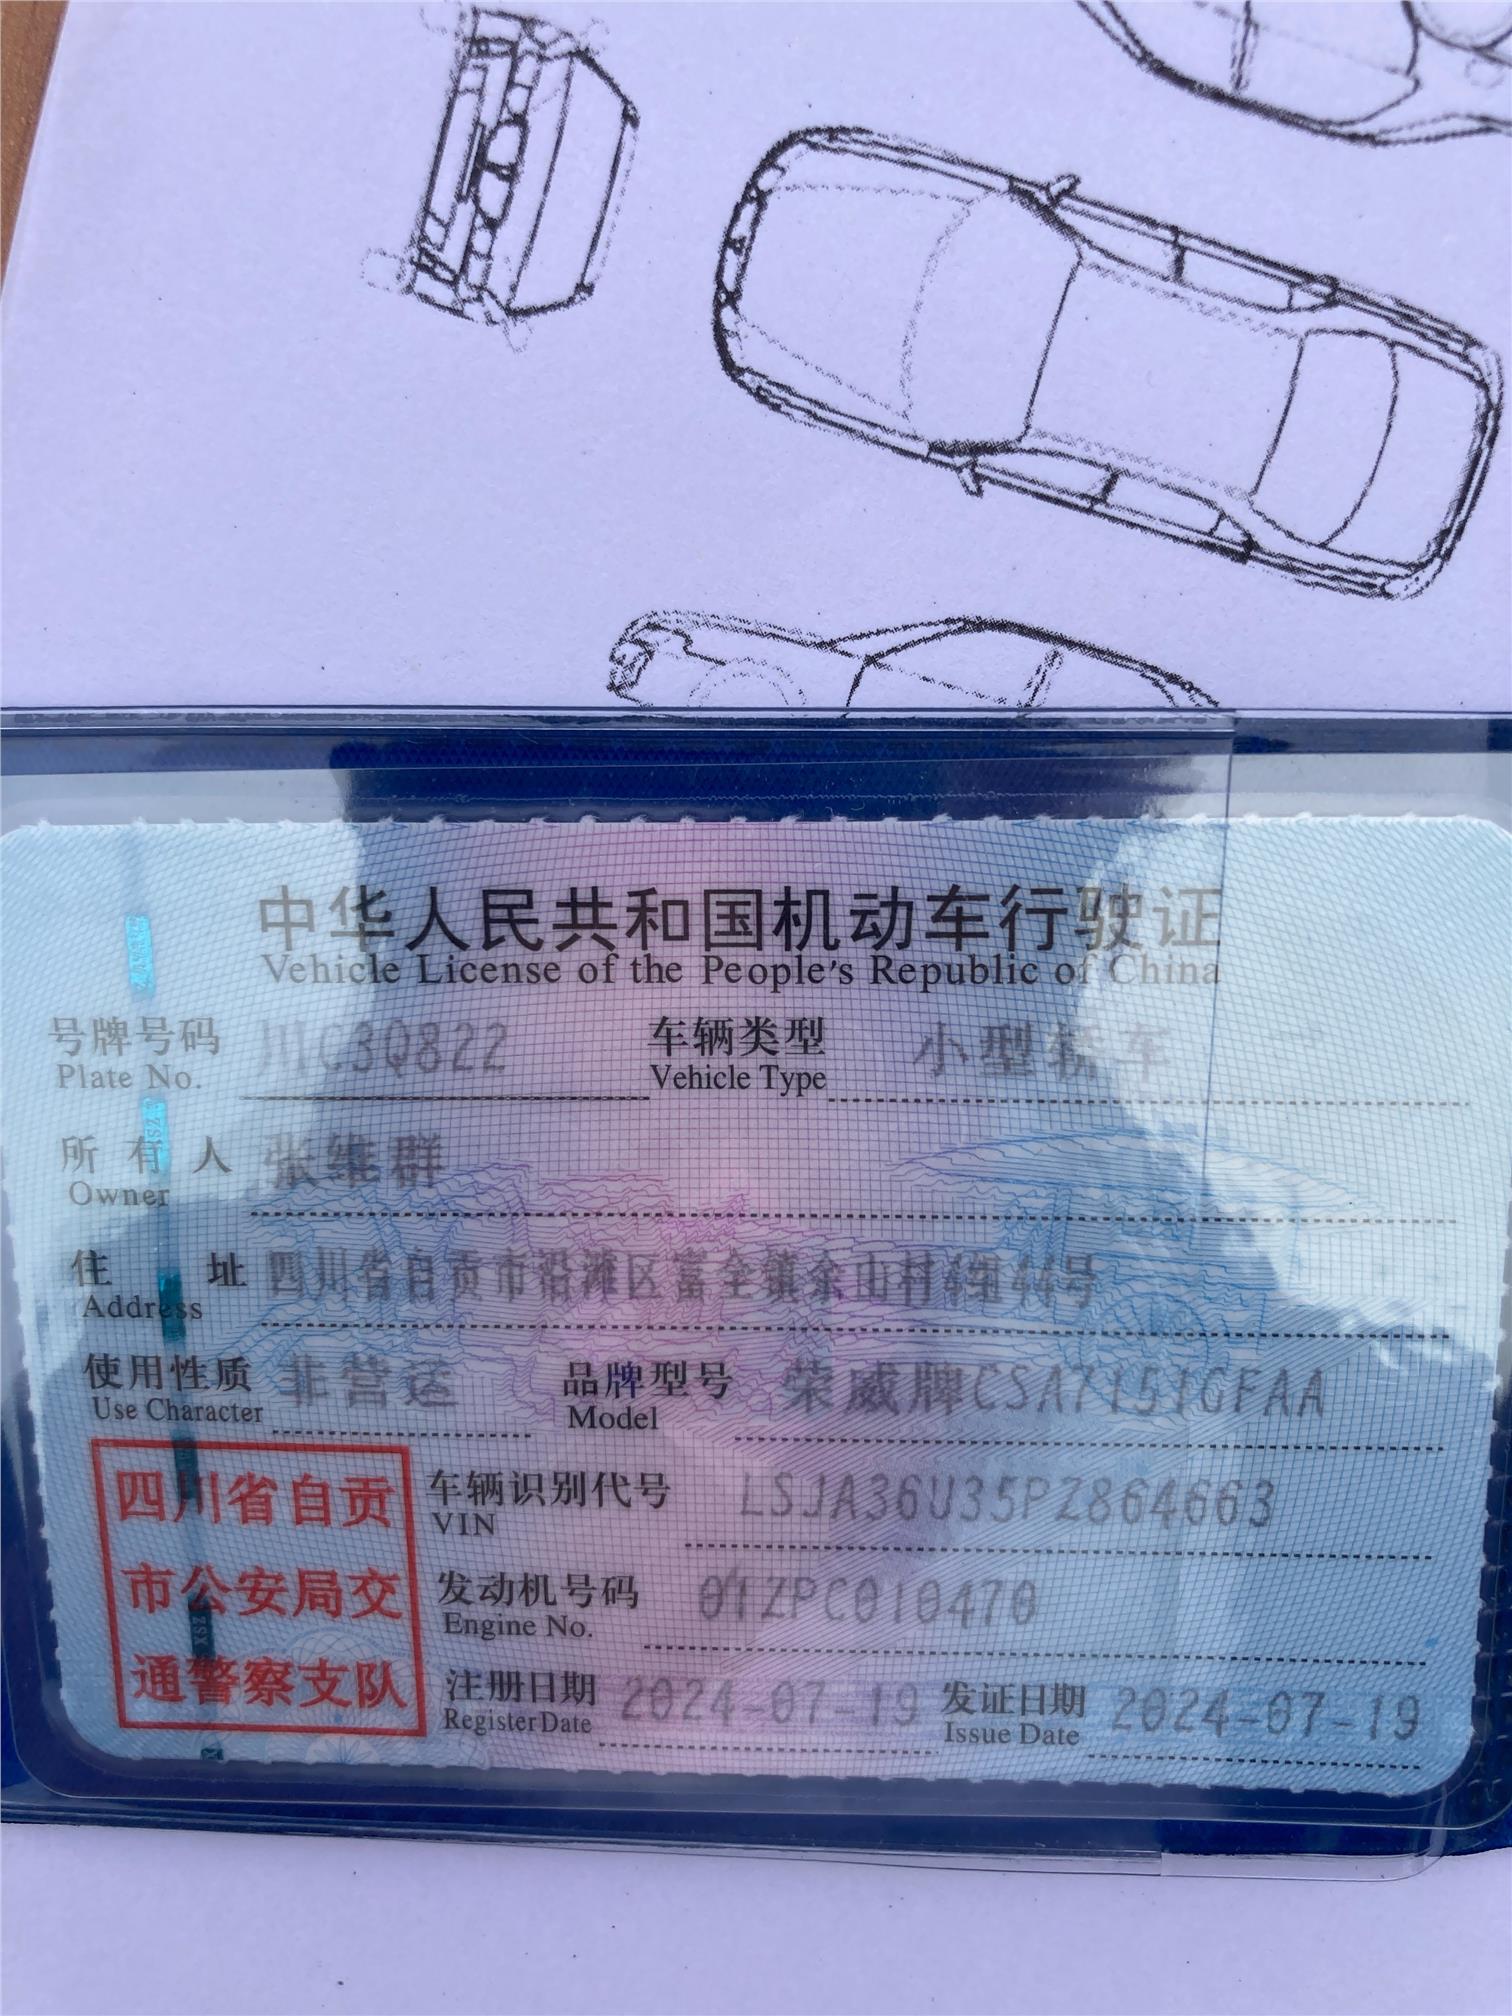 中华人民共和国机动车行驶证
Vehicle License of the People's Republic of China
号牌号码 川C3Q822 车辆类型 小型轿车
Plate No. Vehicle Type
所有人 张维群
Owner
住址 四川省自贡市沿滩区富全镇余山村4组44号
Address
使用性质 非营运 品牌型号 荣威牌CSA7151GFAA
Use Character Model
四川省自贡
市公安局交
通警察支队
车辆识别代号 LSJA36U35PZ864663
VIN
发动机号码 01ZPC010470
Engine No.
注册日期 2024-07-19 发证日期 2024-07-19
Register Date Issue Date